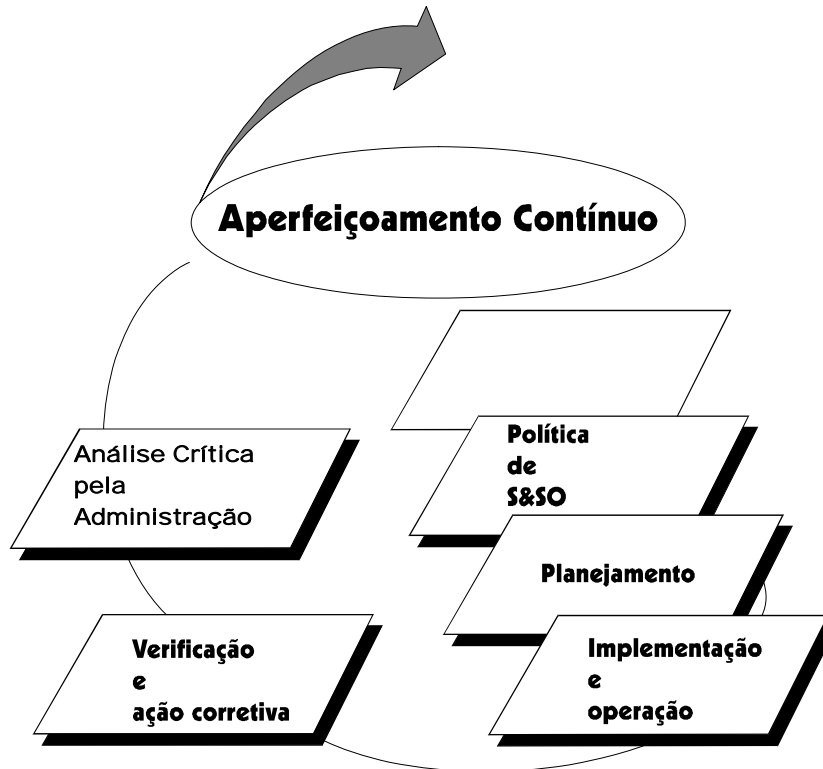 Aperfeiçoamento Contínuo
Política
de
S&SO
Análise Crítica
pela
Administração
Planejamento
Implementação
e
operação
Verificação
e
ação corretiva